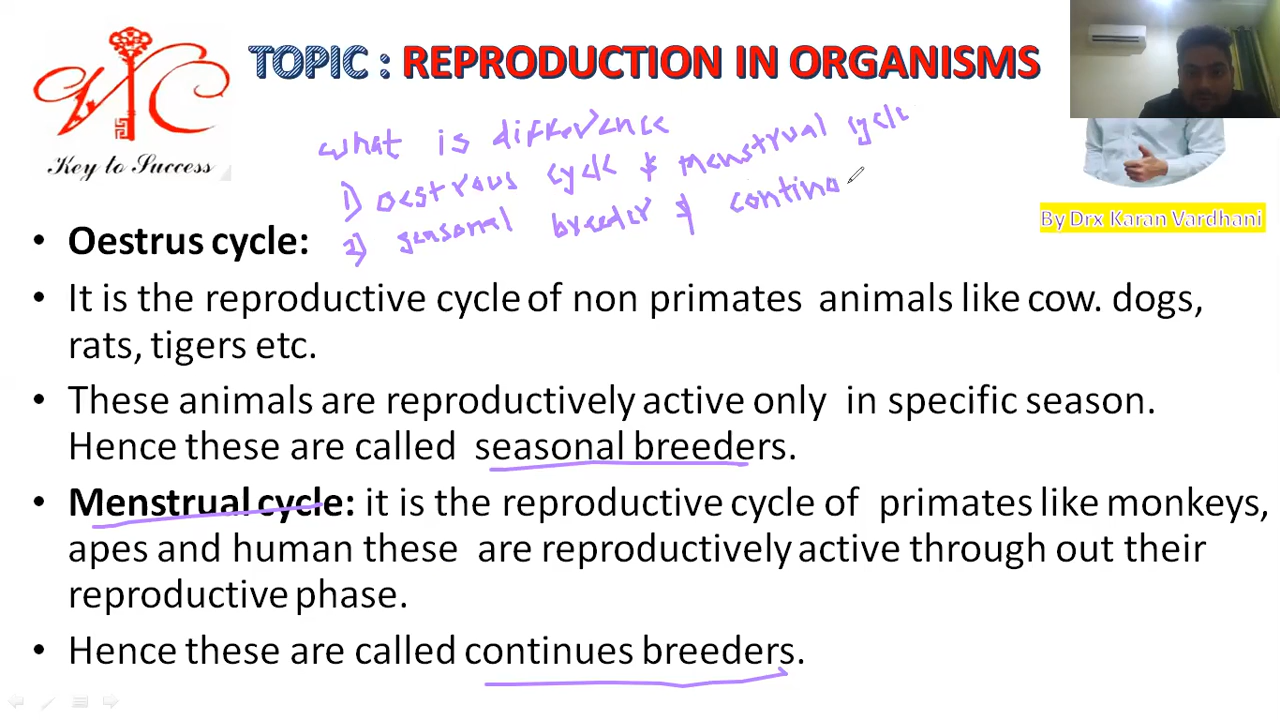 TOPIC : REPRODUCTION IN ORGANISMS
Key to Success
what is difference
1) oestrous cycle & menstrual cycle
2) seasonal breeder & contino
By Drx Karan Vardhani
• Oestrus cycle:
• It is the reproductive cycle of non primates animals like cow. dogs,
rats, tigers etc.
• These animals are reproductively active only in specific season.
Hence these are called seasonal breeders.
• Menstrual cycle: it is the reproductive cycle of primates like monkeys,
apes and human these are reproductively active through out their
reproductive phase.
• Hence these are called continues breeders.